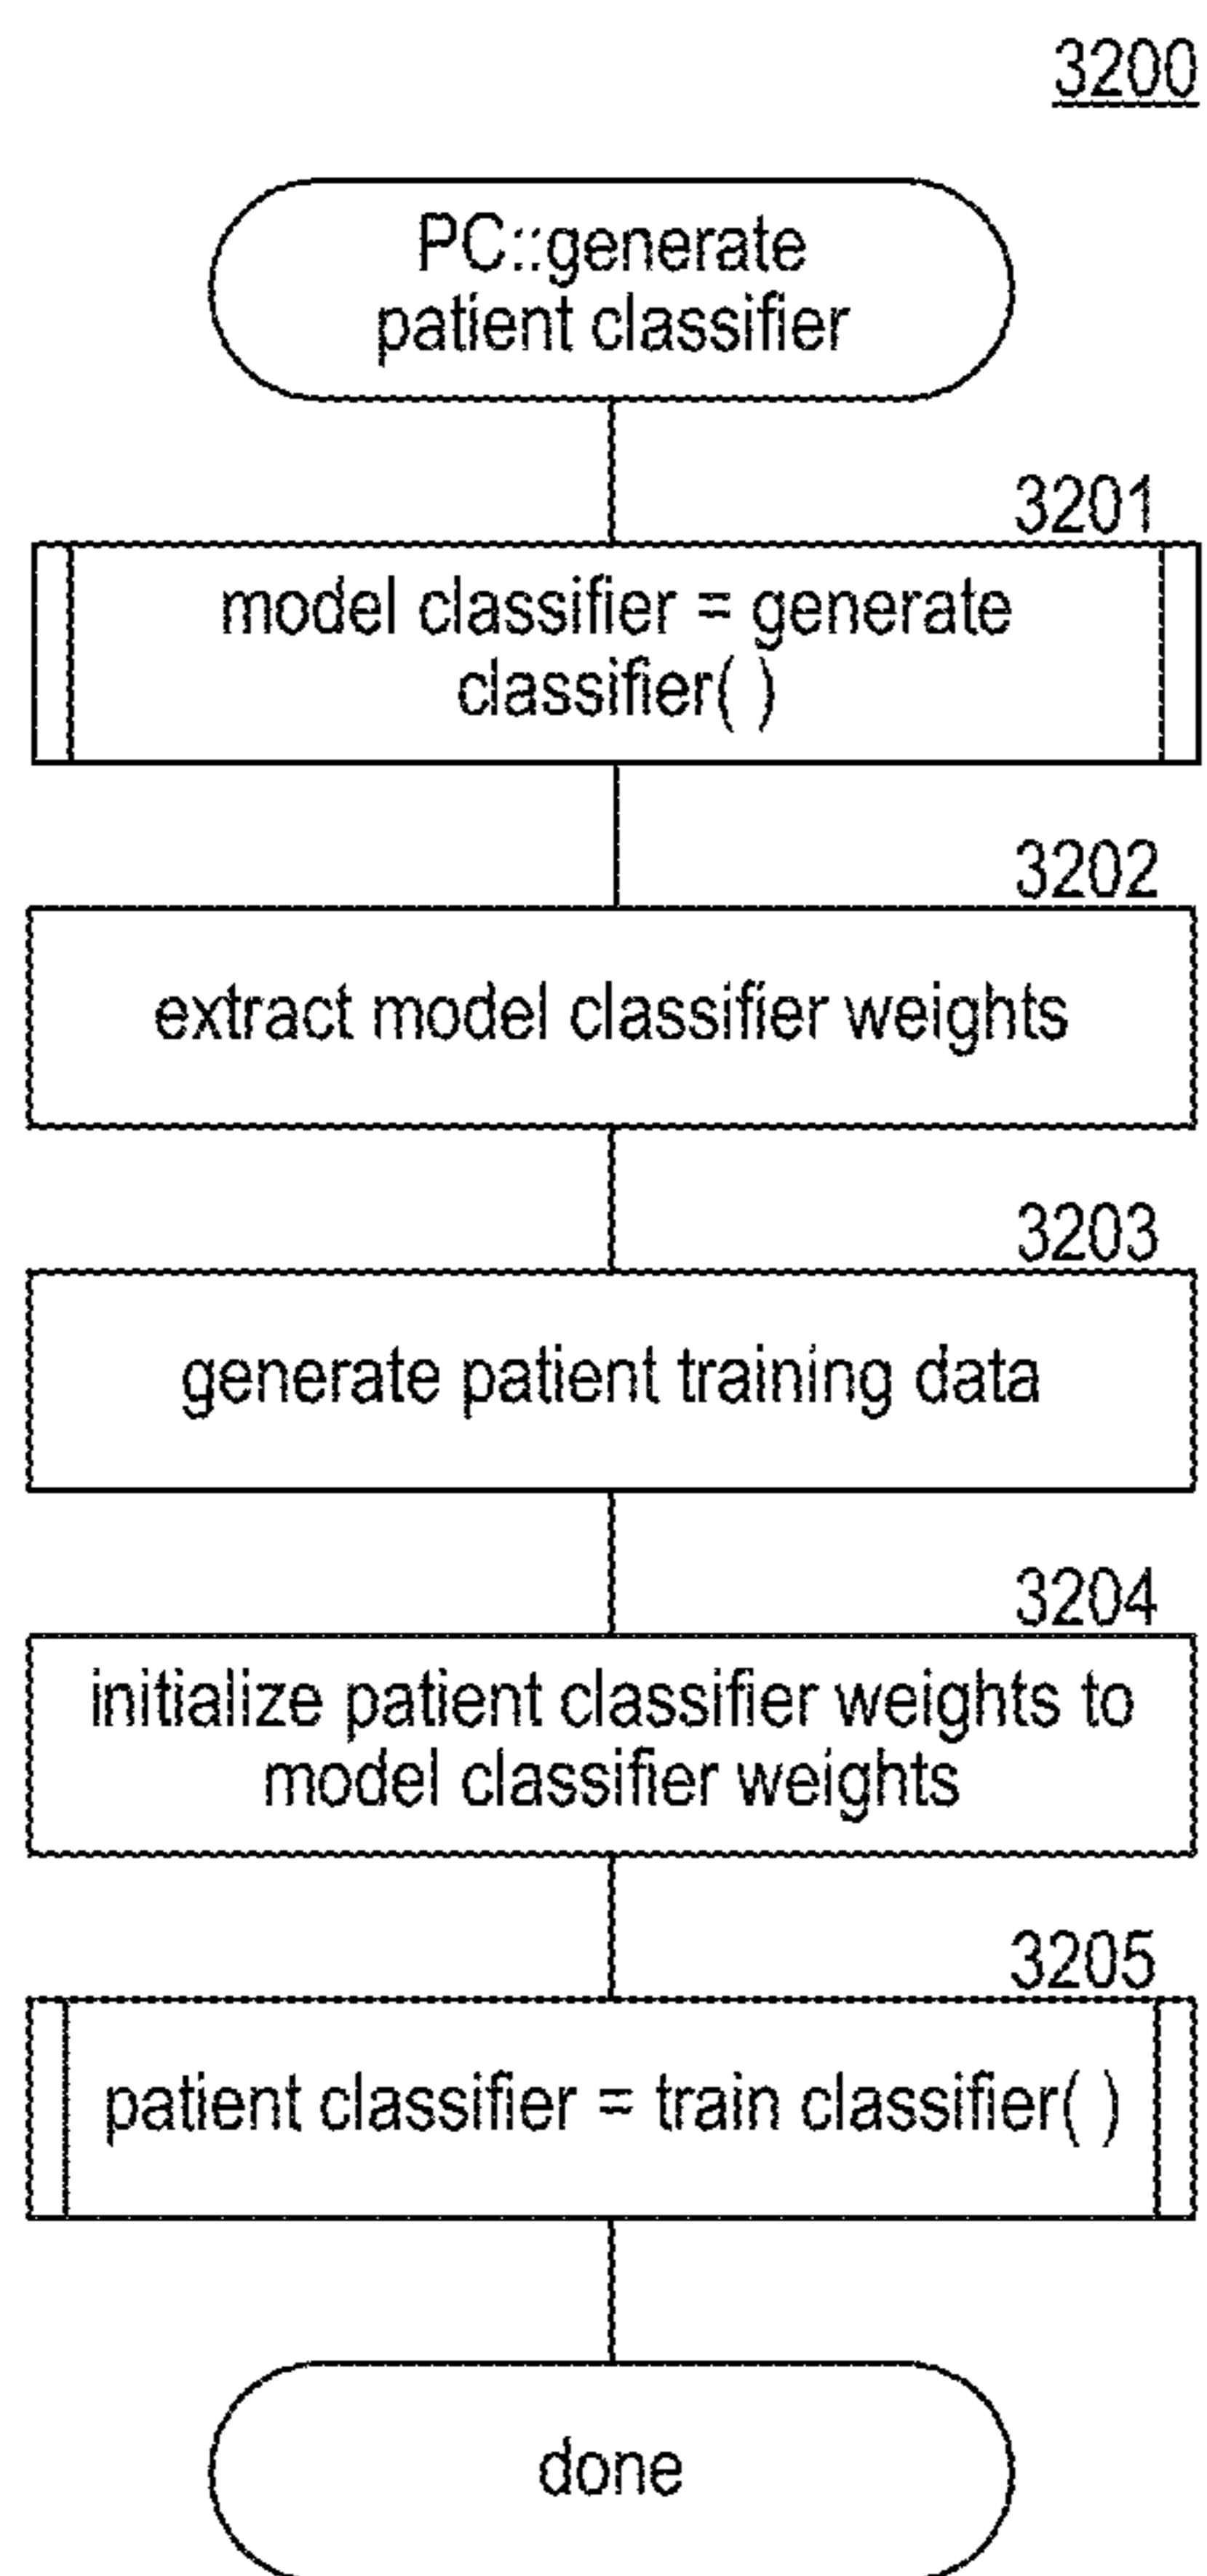 3200
PC::generate
patient classifier
3201
model classifier = generate
classifier( )
3202
extract model classifier weights
3203
generate patient training data
3204
initialize patient classifier weights to
model classifier weights
3205
patient classifier = train classifier( )
done